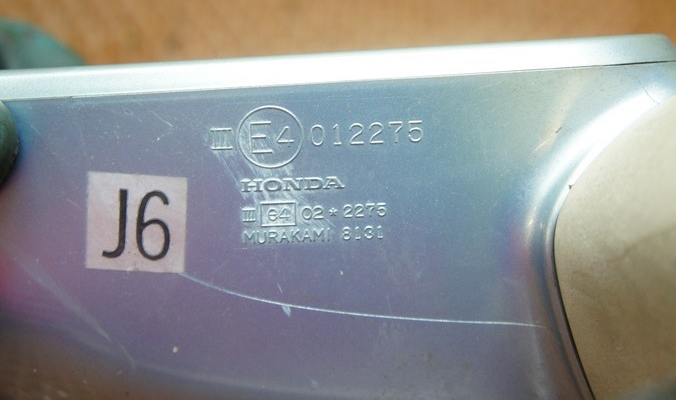 III E4 012275
HONDA
III e4 02*2275
MURAKAMI 8131
J6